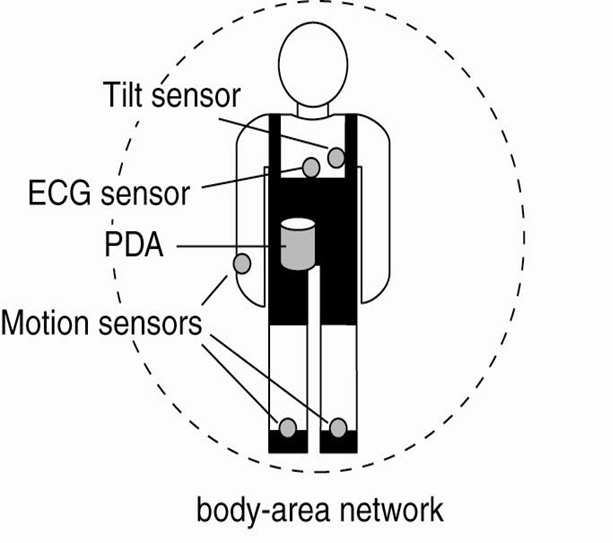 Tilt sensor
ECG sensor
PDA
Motion sensors
body-area network